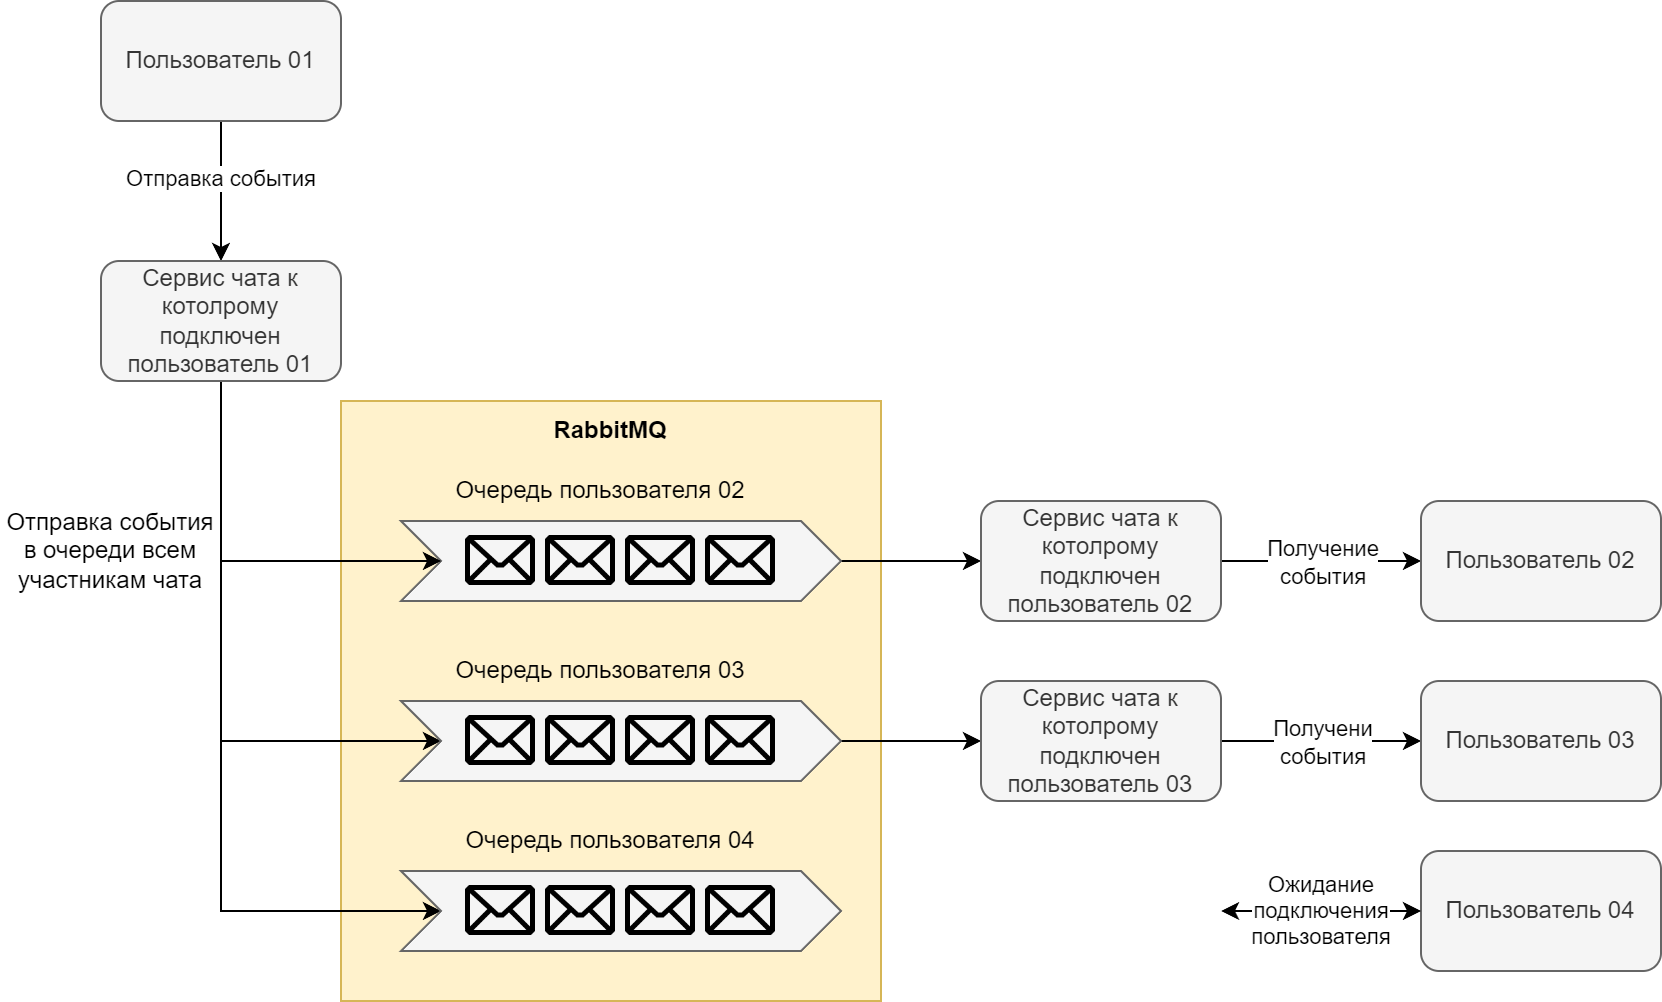 Пользователь 01
Отправка события
Сервис чата к
котолрому
подключен
пользователь 01
Отправка события
в очереди всем
участникам чата
RabbitMQ
Очередь пользователя 02
Сервис чата к
котолрому
подключен
пользователь 02
Получение
события
Пользователь 02
Очередь пользователя 03
Сервис чата к
котолрому
подключен
пользователь 03
Получени
события
Пользователь 03
Очередь пользователя 04
Ожидание
подключения
пользователя
Пользователь 04